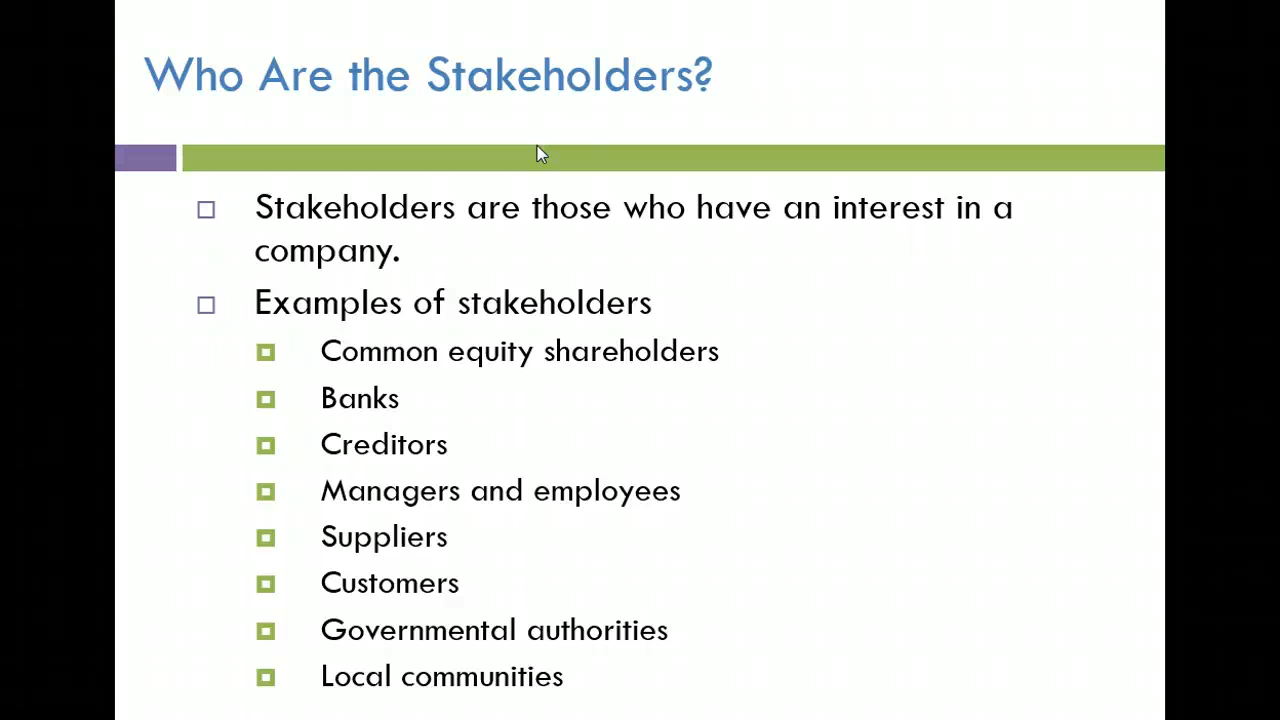 Who Are the Stakeholders?
Stakeholders are those who have an interest in a
company.
Examples of stakeholders
Common equity shareholders
Banks
Creditors
Managers and employees
Suppliers
Customers
Governmental authorities
Local communities